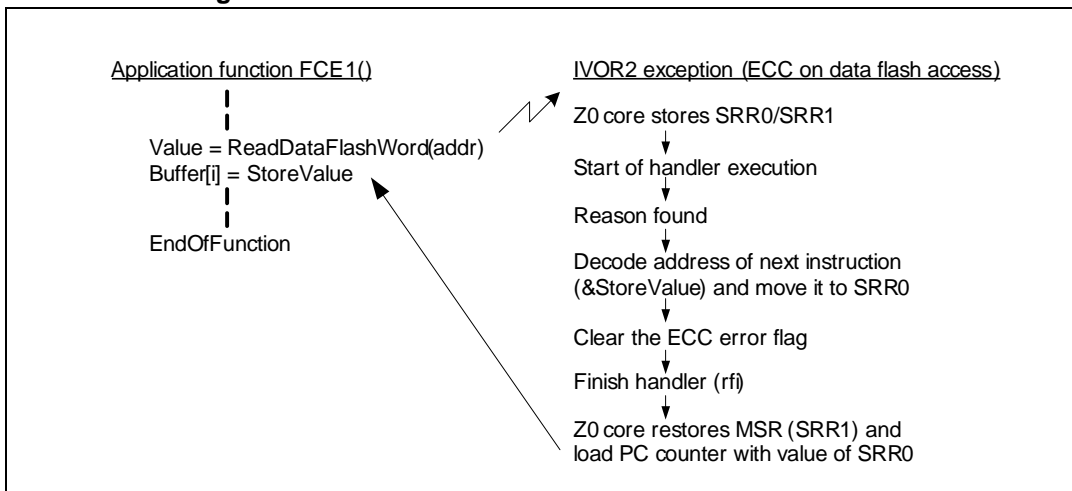 Application function FCE1()
Value = ReadDataFlashWord(addr)
Buffer[i] = StoreValue
EndOfFunction
IVOR2 exception (ECC on data flash access)
Z0 core stores SRR0/SRR1
Start of handler execution
Reason found
Decode address of next instruction
(&StoreValue) and move it to SRR0
Clear the ECC error flag
Finish handler (rfi)
Z0 core restores MSR (SRR1) and
load PC counter with value of SRR0